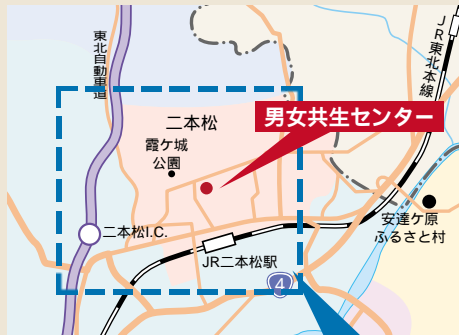 東北自動車道
JR東北本線
二本松
男女共生センター
霞ケ城
公園
安達ケ原
ふるさと村
二本松I.C.
JR二本松駅
4